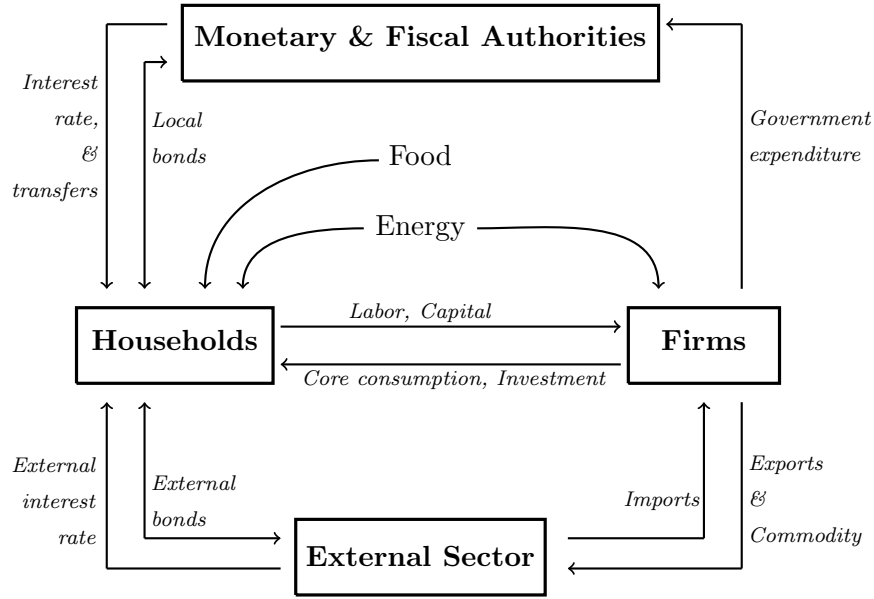 Monetary & Fiscal Authorities
Interest
rate,
&
transfers
Local
bonds
Government
expenditure
Food
Energy
Households
Labor, Capital
Core consumption, Investment
Firms
External
interest
rate
External
bonds
Imports
Exports
&
Commodity
External Sector